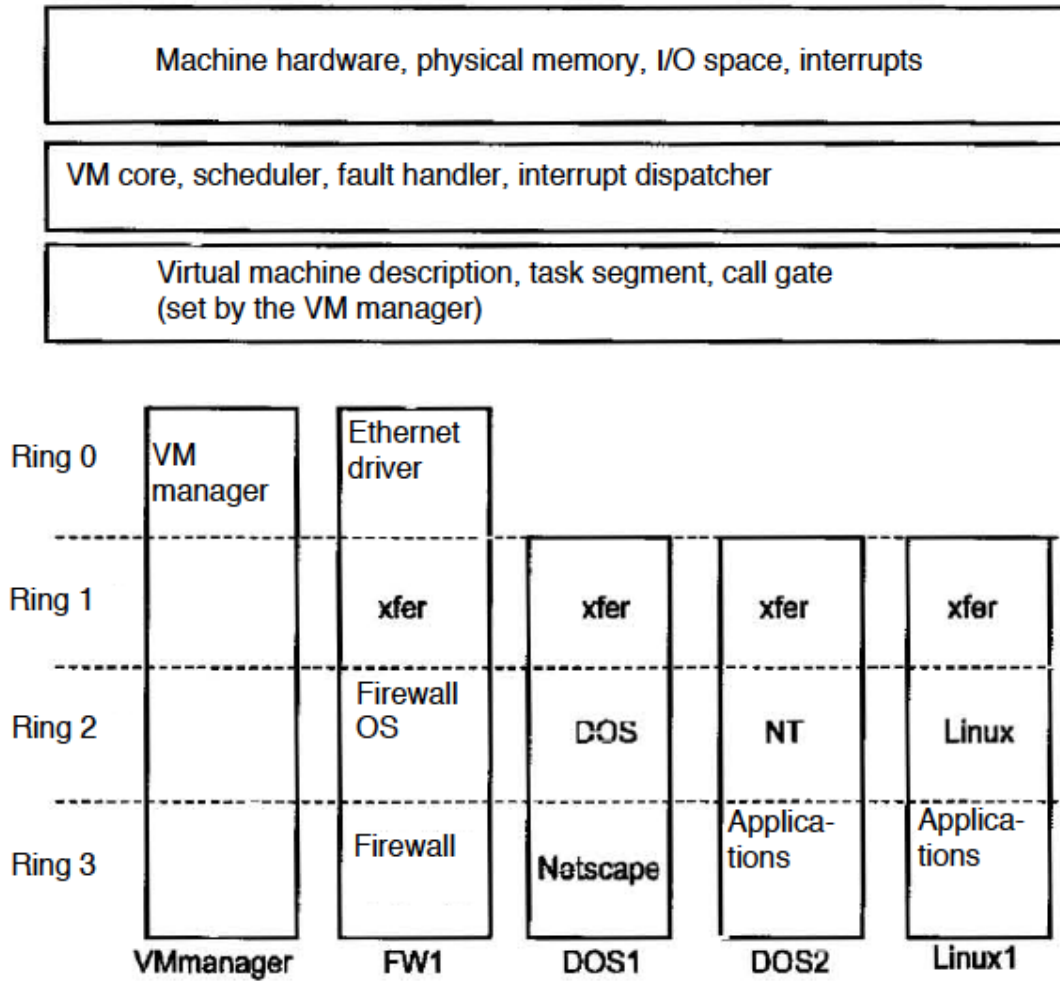 Machine hardware, physical memory, I/O space, interrupts
VM core, scheduler, fault handler, interrupt dispatcher
Virtual machine description, task segment, call gate
(set by the VM manager)
Ring 0
VM
manager
Ethernet
driver
Ring 1
xfer
xfer
xfer
xfer
Ring 2
Firewall
OS
DOS
NT
Linux
Ring 3
Firewall
Netscape
Applica-
tions
Applica-
tions
VMmanager
FW1
DOS1
DOS2
Linux1